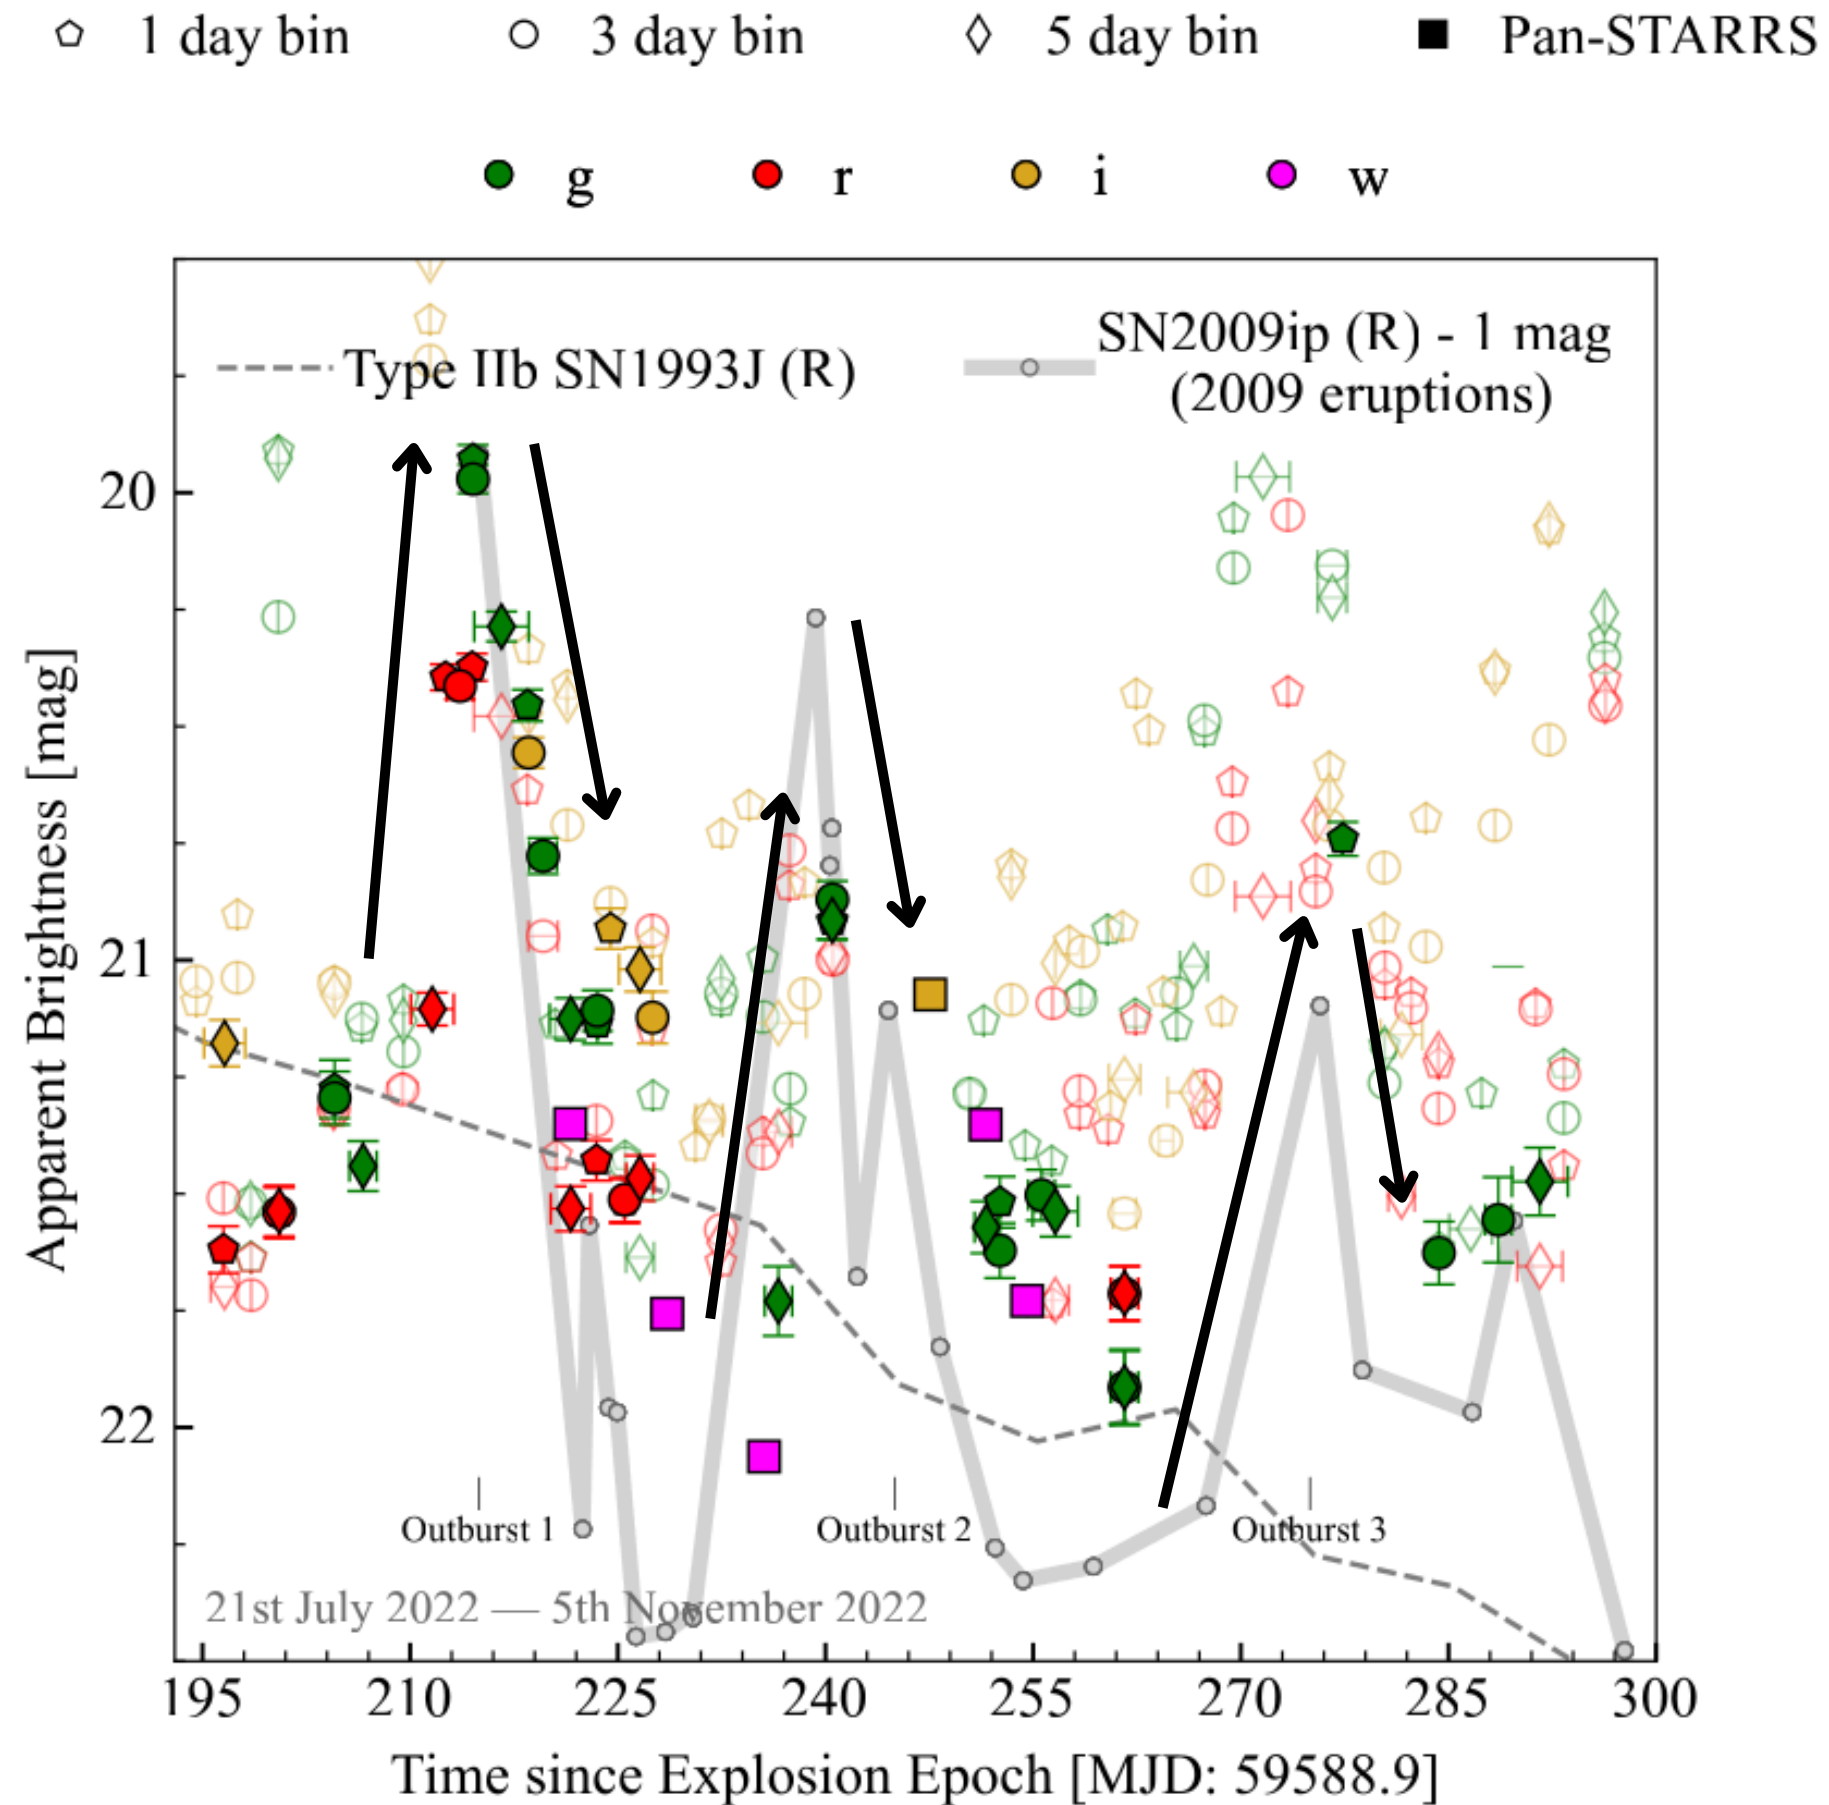 1 day bin 3 day bin 5 day bin Pan-STARRS
g r i w
Type IIb SN1993J (R)
SN2009ip (R) - 1 mag
(2009 eruptions)
20
21
22
Apparent Brightness [mag]
Outburst 1 Outburst 2 Outburst 3
21st July 2022 — 5th November 2022
195 210 225 240 255 270 285 300
Time since Explosion Epoch [MJD: 59588.9]